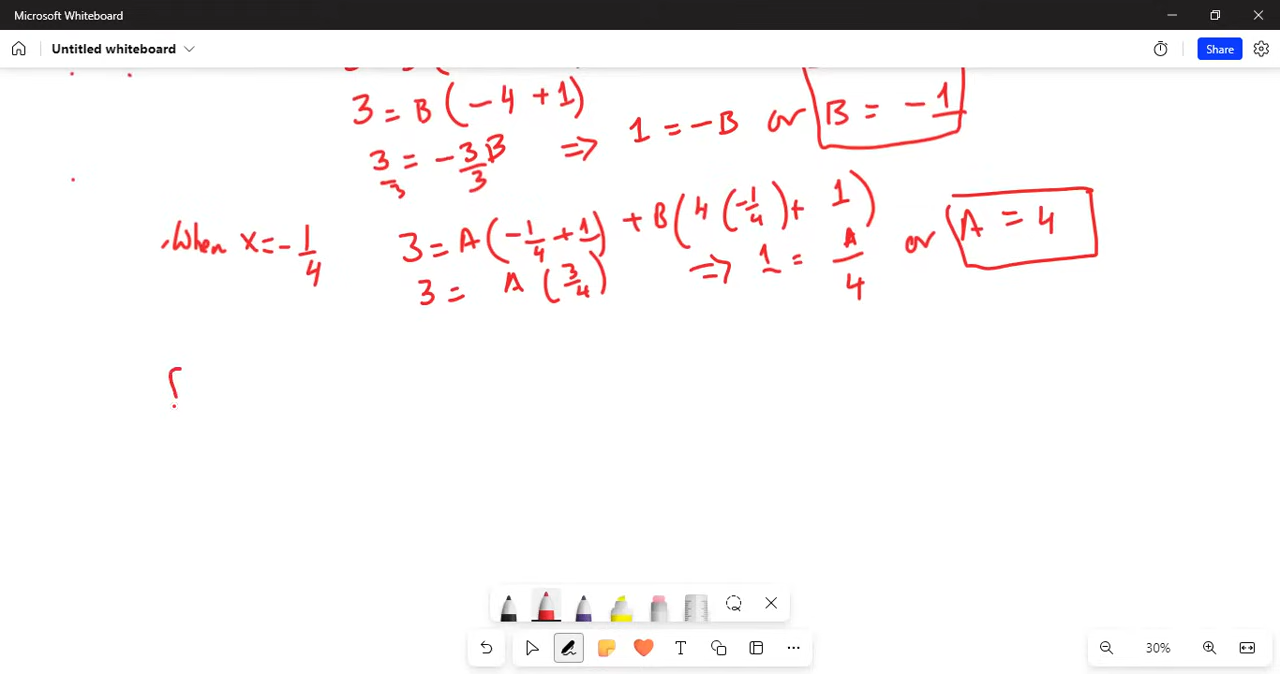 Microsoft Whiteboard
Untitled whiteboard
Share
3 = B ( - 4 + 1 )
3/3 = - 3/3 B => 1 = - B or B = - 1
. When x = - 1/4 3 = A ( - 1/4 + 1 ) + B ( 4 ( - 1/4 ) + 1 )
3 = A ( 3/4 ) => 1 = A/4 or A = 4
30%